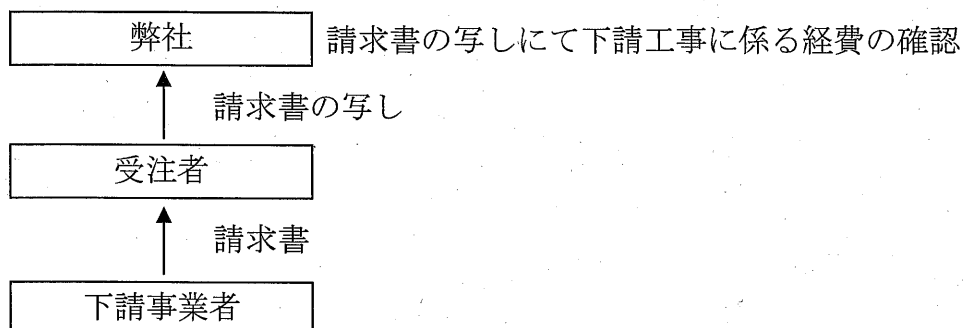 弊社
請求書の写しにて下請工事に係る経費の確認
請求書の写し
受注者
請求書
下請事業者